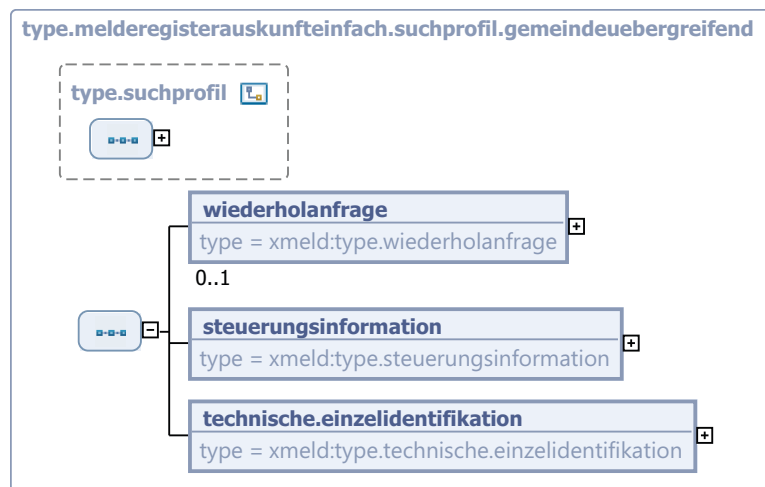 type.melderegisterauskunfteinfach.suchprofil.gemeindeuebergreifend
type.suchprofil
wiederholanfrage
type = xmeld:type.wiederholanfrage
0..1
steuerungsinformation
type = xmeld:type.steuerungsinformation
technische.einzelidentifikation
type = xmeld:type.technische.einzelidentifikation